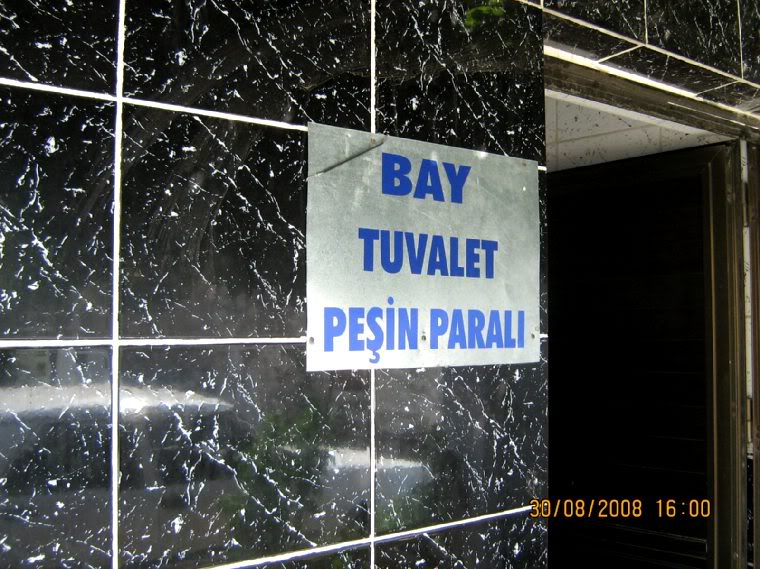 BAY
TUVALET
PEŞİN PARALI
30/08/2008 16:00